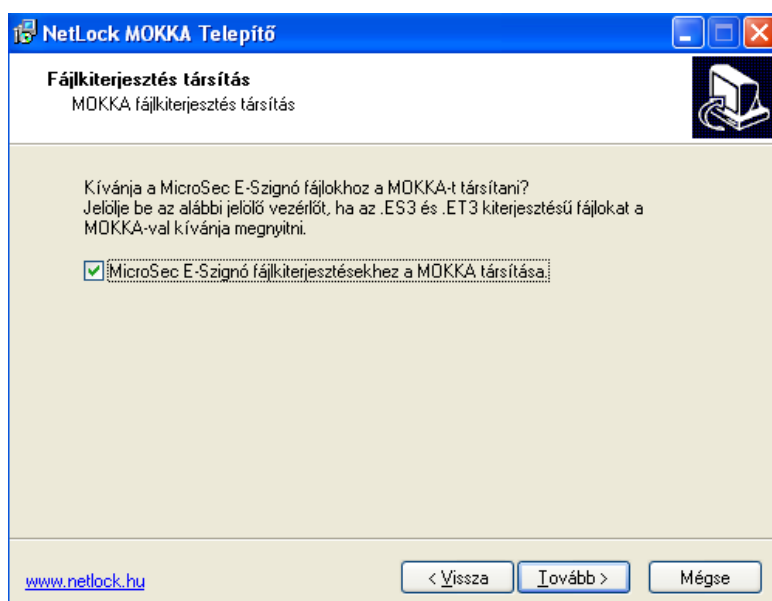 NetLock MOKKA Telepítő
Fájlkiterjesztés társítás
MOKKA fájlkiterjesztés társítás
Kívánja a MicroSec E-Szignó fájlokhoz a MOKKA-t társítani?
Jelölje be az alábbi jelölő vezérlőt, ha az .ES3 és .ET3 kiterjesztésű fájlokat a
MOKKA-val kívánja megnyitni.
MicroSec E-Szignó fájlkiterjesztésekhez a MOKKA társítása.
www.netlock.hu
< Vissza
Tovább >
Mégse